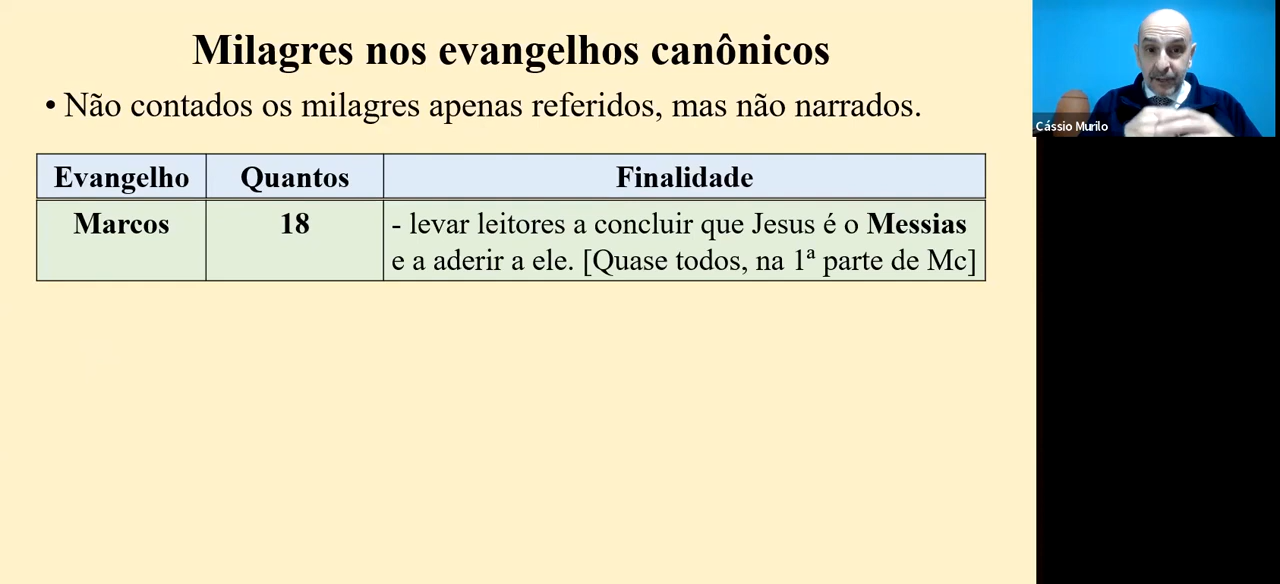 Milagres nos evangelhos canônicos
• Não contados os milagres apenas referidos, mas não narrados.
Evangelho Quantos Finalidade
Marcos 18 - levar leitores a concluir que Jesus é o Messias
e a aderir a ele. [Quase todos, na 1ª parte de Mc]
Cássio Murilo